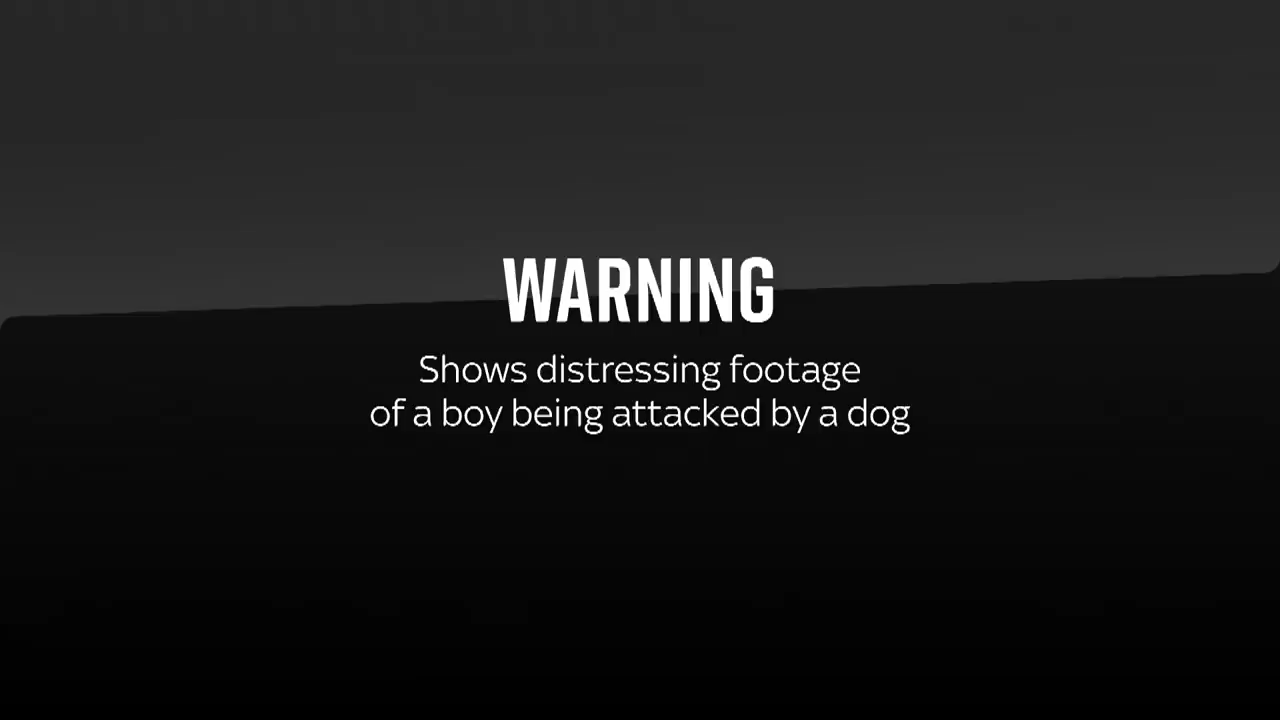 WARNING
Shows distressing footage
of a boy being attacked by a dog